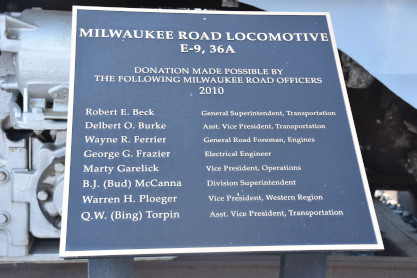 MILWAUKEE ROAD LOCOMOTIVE
E-9, 36A
DONATION MADE POSSIBLE BY
THE FOLLOWING MILWAUKEE ROAD OFFICERS
2010
Robert E. Beck General Superintendent, Transportation
Delbert O. Burke Asst. Vice President, Transportation
Wayne R. Ferrier General Road Foreman, Engines
George G. Frazier Electrical Engineer
Marty Garelick Vice President, Operations
B.J. (Bud) McCanna Division Superintendent
Warren H. Ploeger Vice President, Western Region
Q.W. (Bing) Torpin Asst. Vice President, Transportation